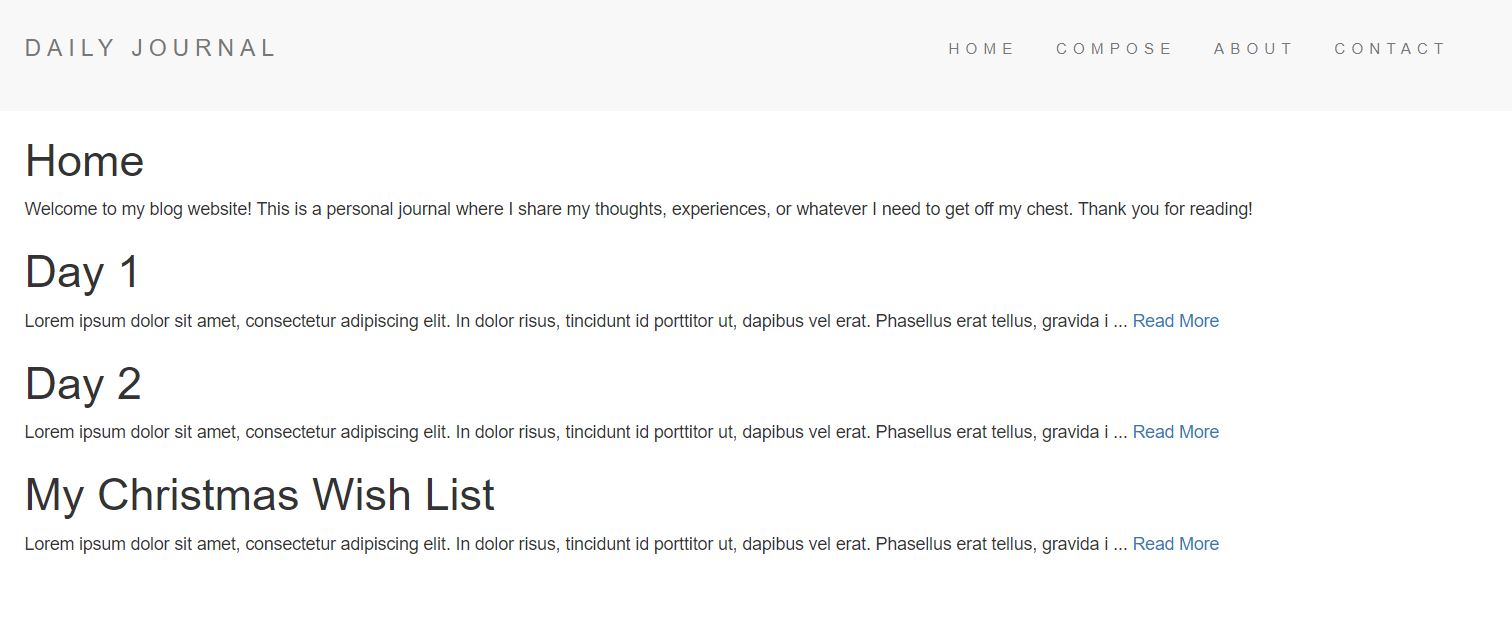 DAILY JOURNAL
HOME COMPOSE ABOUT CONTACT
Home
Welcome to my blog website! This is a personal journal where I share my thoughts, experiences, or whatever I need to get off my chest. Thank you for reading!
Day 1
Lorem ipsum dolor sit amet, consectetur adipiscing elit. In dolor risus, tincidunt id porttitor ut, dapibus vel erat. Phasellus erat tellus, gravida i ... Read More
Day 2
Lorem ipsum dolor sit amet, consectetur adipiscing elit. In dolor risus, tincidunt id porttitor ut, dapibus vel erat. Phasellus erat tellus, gravida i ... Read More
My Christmas Wish List
Lorem ipsum dolor sit amet, consectetur adipiscing elit. In dolor risus, tincidunt id porttitor ut, dapibus vel erat. Phasellus erat tellus, gravida i ... Read More